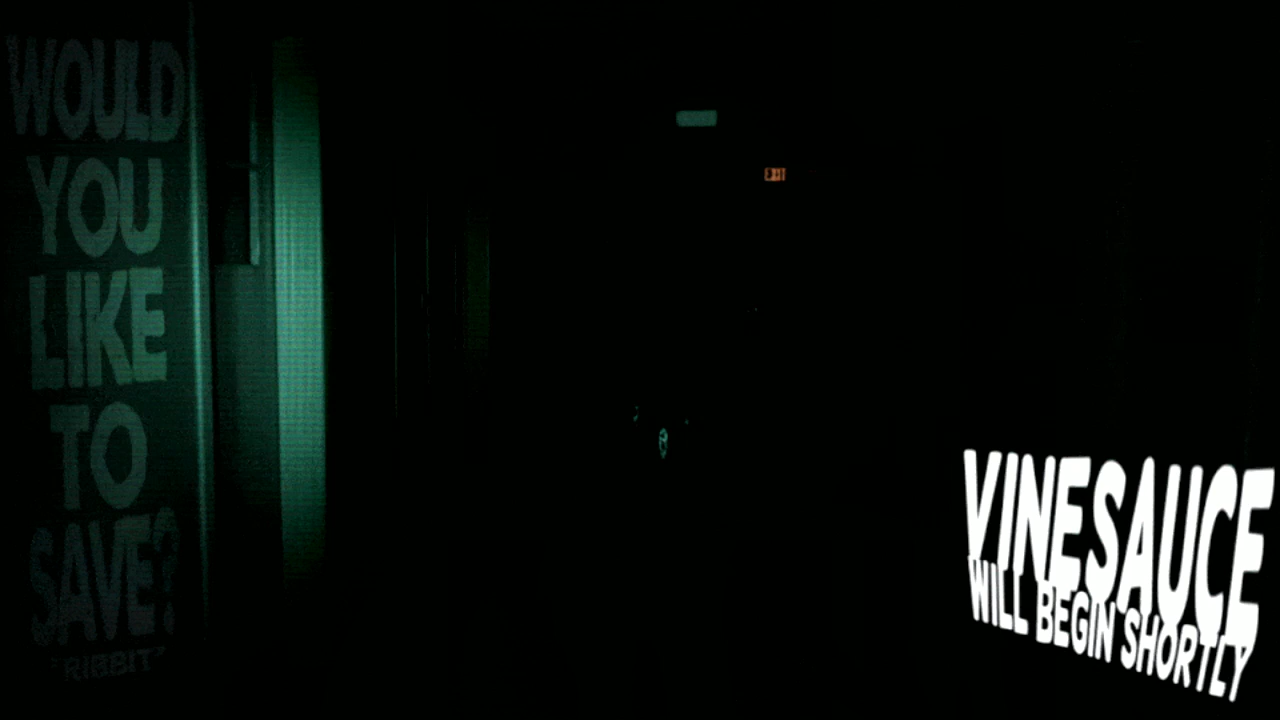 WOULD
YOU
LIKE
TO
SAVE?
"RIBBIT"
EXIT
VINESAUCE
WILL BEGIN SHORTLY